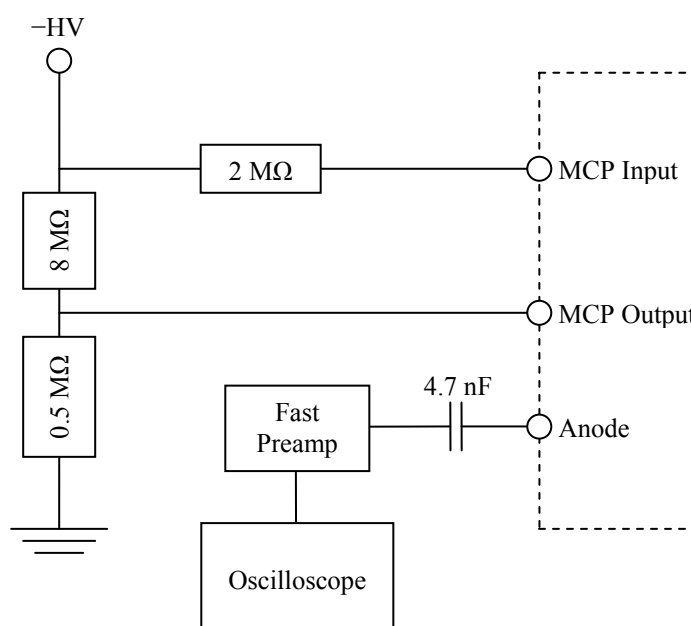 −HV
2 MΩ
MCP Input
8 MΩ
MCP Output
0.5 MΩ
4.7 nF
Fast
Preamp
Anode
Oscilloscope